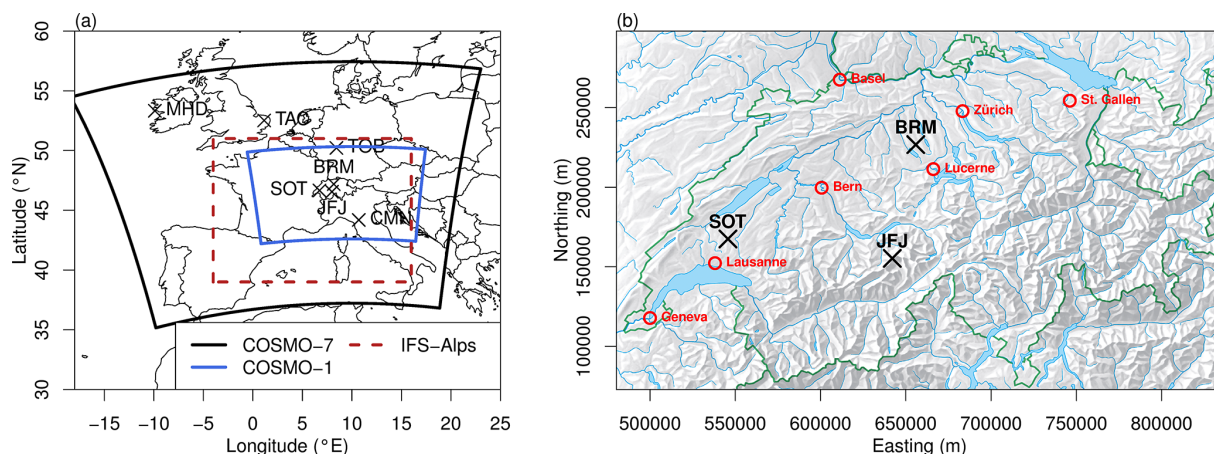 (a)
60
55
50
45
40
35
30
Latitude (°N)
MHD
TAC
TOB
BRM
SOT
JFJ
CMN
COSMO−7
IFS−Alps
COSMO−1
−15
−10
−5
0
5
10
15
20
25
Longitude (°E)
(b)
250000
200000
150000
100000
Northing (m)
Basel
Zürich
St. Gallen
BRM
Lucerne
Bern
SOT
JFJ
Lausanne
Geneva
500000
550000
600000
650000
700000
750000
800000
Easting (m)